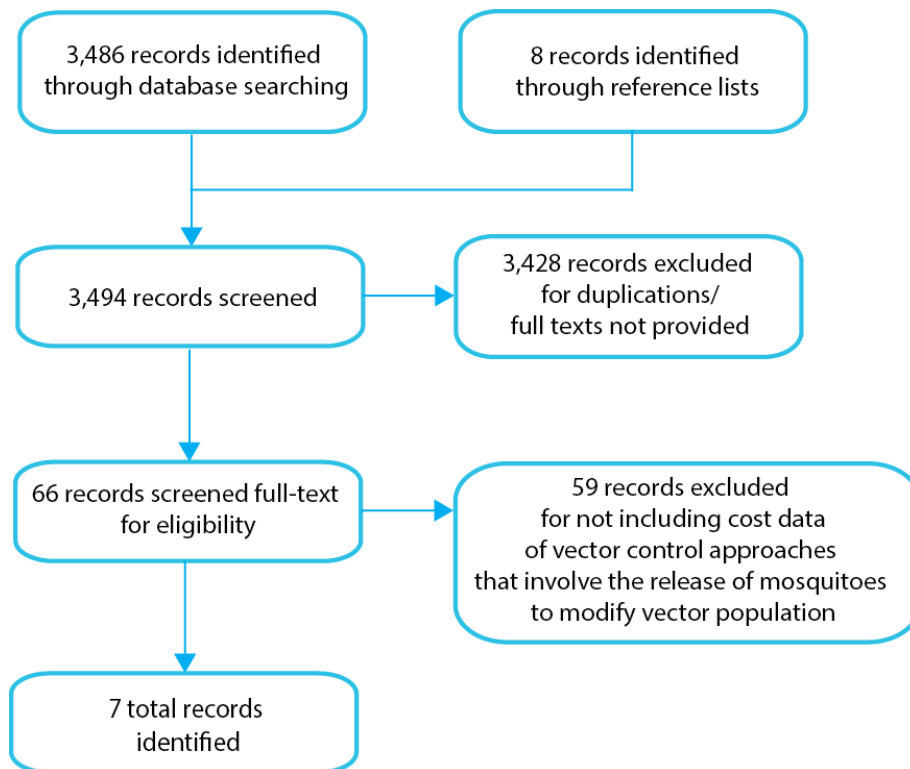 3,486 records identified
through database searching
8 records identified
through reference lists
3,494 records screened
3,428 records excluded
for duplications/
full texts not provided
66 records screened full-text
for eligibility
59 records excluded
for not including cost data
of vector control approaches
that involve the release of mosquitoes
to modify vector population
7 total records
identified